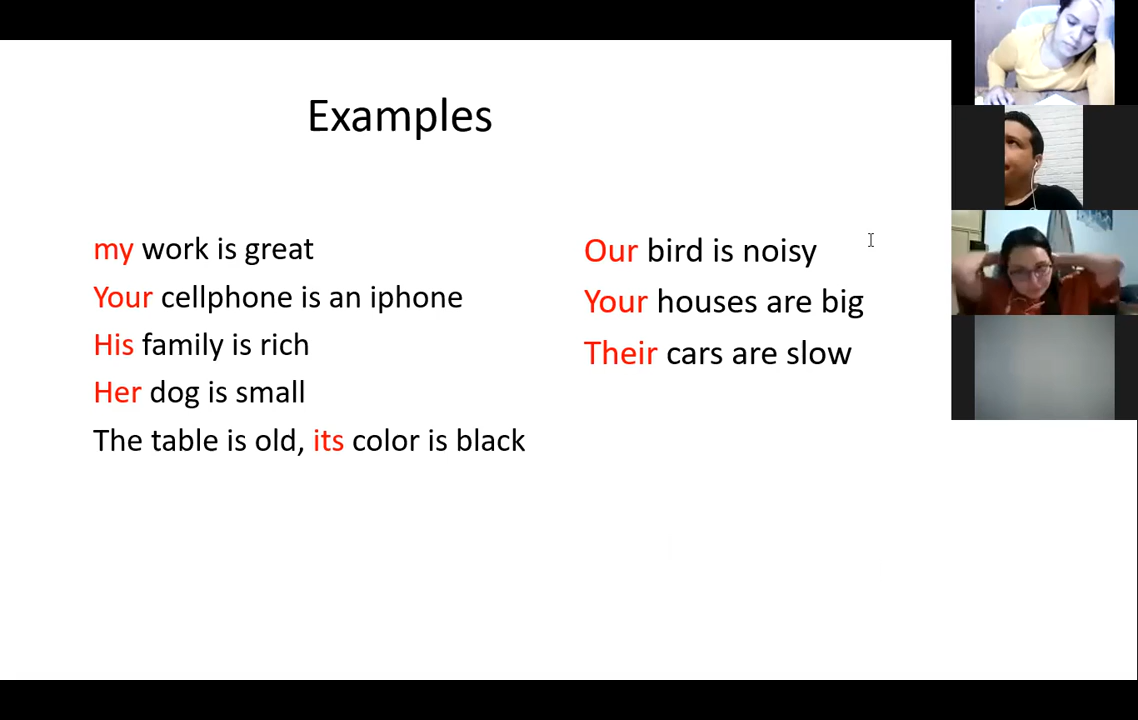 Examples
my work is great
Your cellphone is an iphone
His family is rich
Her dog is small
The table is old, its color is black
Our bird is noisy
Your houses are big
Their cars are slow